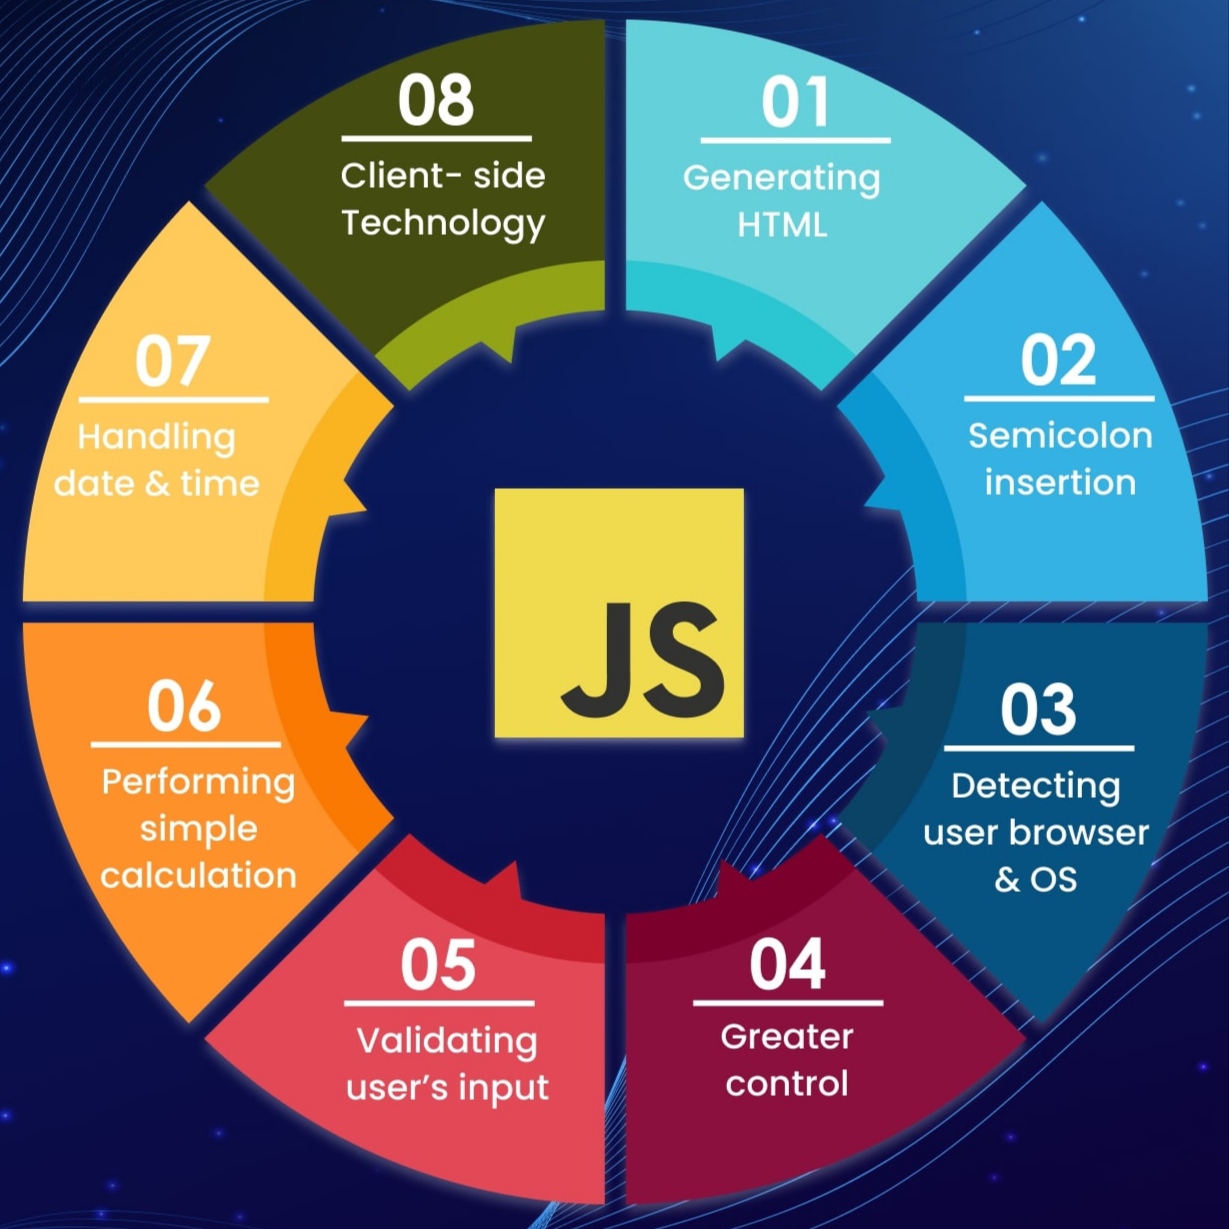 01
Generating
HTML
02
Semicolon
insertion
03
Detecting
user browser
& OS
04
Greater
control
05
Validating
user’s input
06
Performing
simple
calculation
07
Handling
date & time
08
Client- side
Technology
JS